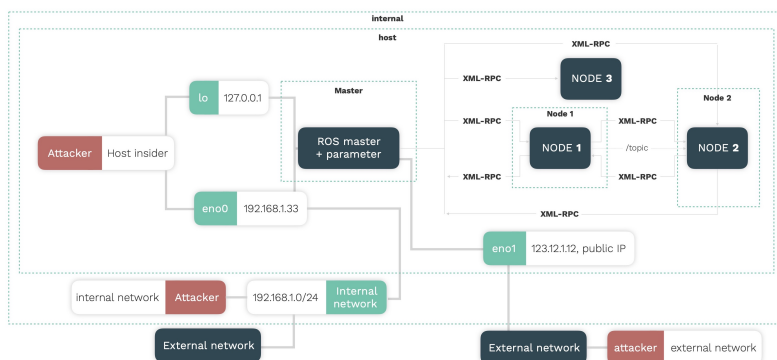 internal
host
XML-RPC
Master
XML-RPC
NODE 3
Node 2
lo 127.0.0.1
Node 1
XML-RPC
XML-RPC
Attacker Host insider
ROS master
+ parameter
NODE 1
/topic
NODE 2
XML-RPC
XML-RPC
eno0 192.168.1.33
XML-RPC
eno1 123.12.1.12, public IP
internal network Attacker
192.168.1.0/24 Internal
network
External network
External network
attacker external network